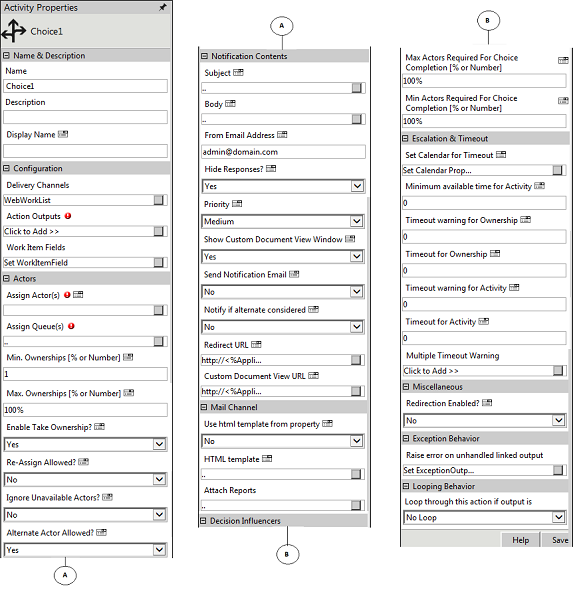 Activity Properties
Choice1
Name & Description
Name
Choice1
Description
Display Name
Configuration
Delivery Channels
WebWorkList
Action Outputs
Click to Add >>
Work Item Fields
Set WorkItemField
Actors
Assign Actor(s)
Assign Queue(s)
..
Min. Ownerships [% or Number]
1
Max. Ownerships [% or Number]
100%
Enable Take Ownership?
Yes
Re-Assign Allowed?
No
Ignore Unavailable Actors?
No
Alternate Actor Allowed?
Yes
A
A
Notification Contents
Subject
..
Body
..
From Email Address
admin@domain.com
Hide Responses?
Yes
Priority
Medium
Show Custom Document View Window
Yes
Send Notification Email
No
Notify if alternate considered
No
Redirect URL
http://<%Appli...
Custom Document View URL
http://<%Appli...
Mail Channel
Use html template from property
No
HTML template
..
Attach Reports
..
Decision Influencers
B
B
Max Actors Required For Choice
Completion [% or Number]
100%
Min Actors Required For Choice
Completion [% or Number]
100%
Escalation & Timeout
Set Calendar for Timeout
Set Calendar Prop...
Minimum available time for Activity
0
Timeout warning for Ownership
0
Timeout for Ownership
0
Timeout warning for Activity
0
Timeout for Activity
0
Multiple Timeout Warning
Click to Add >>
Miscellaneous
Redirection Enabled?
No
Exception Behavior
Raise error on unhandled linked output
Set ExceptionOutp...
Looping Behavior
Loop through this action if output is
No Loop
Help Save